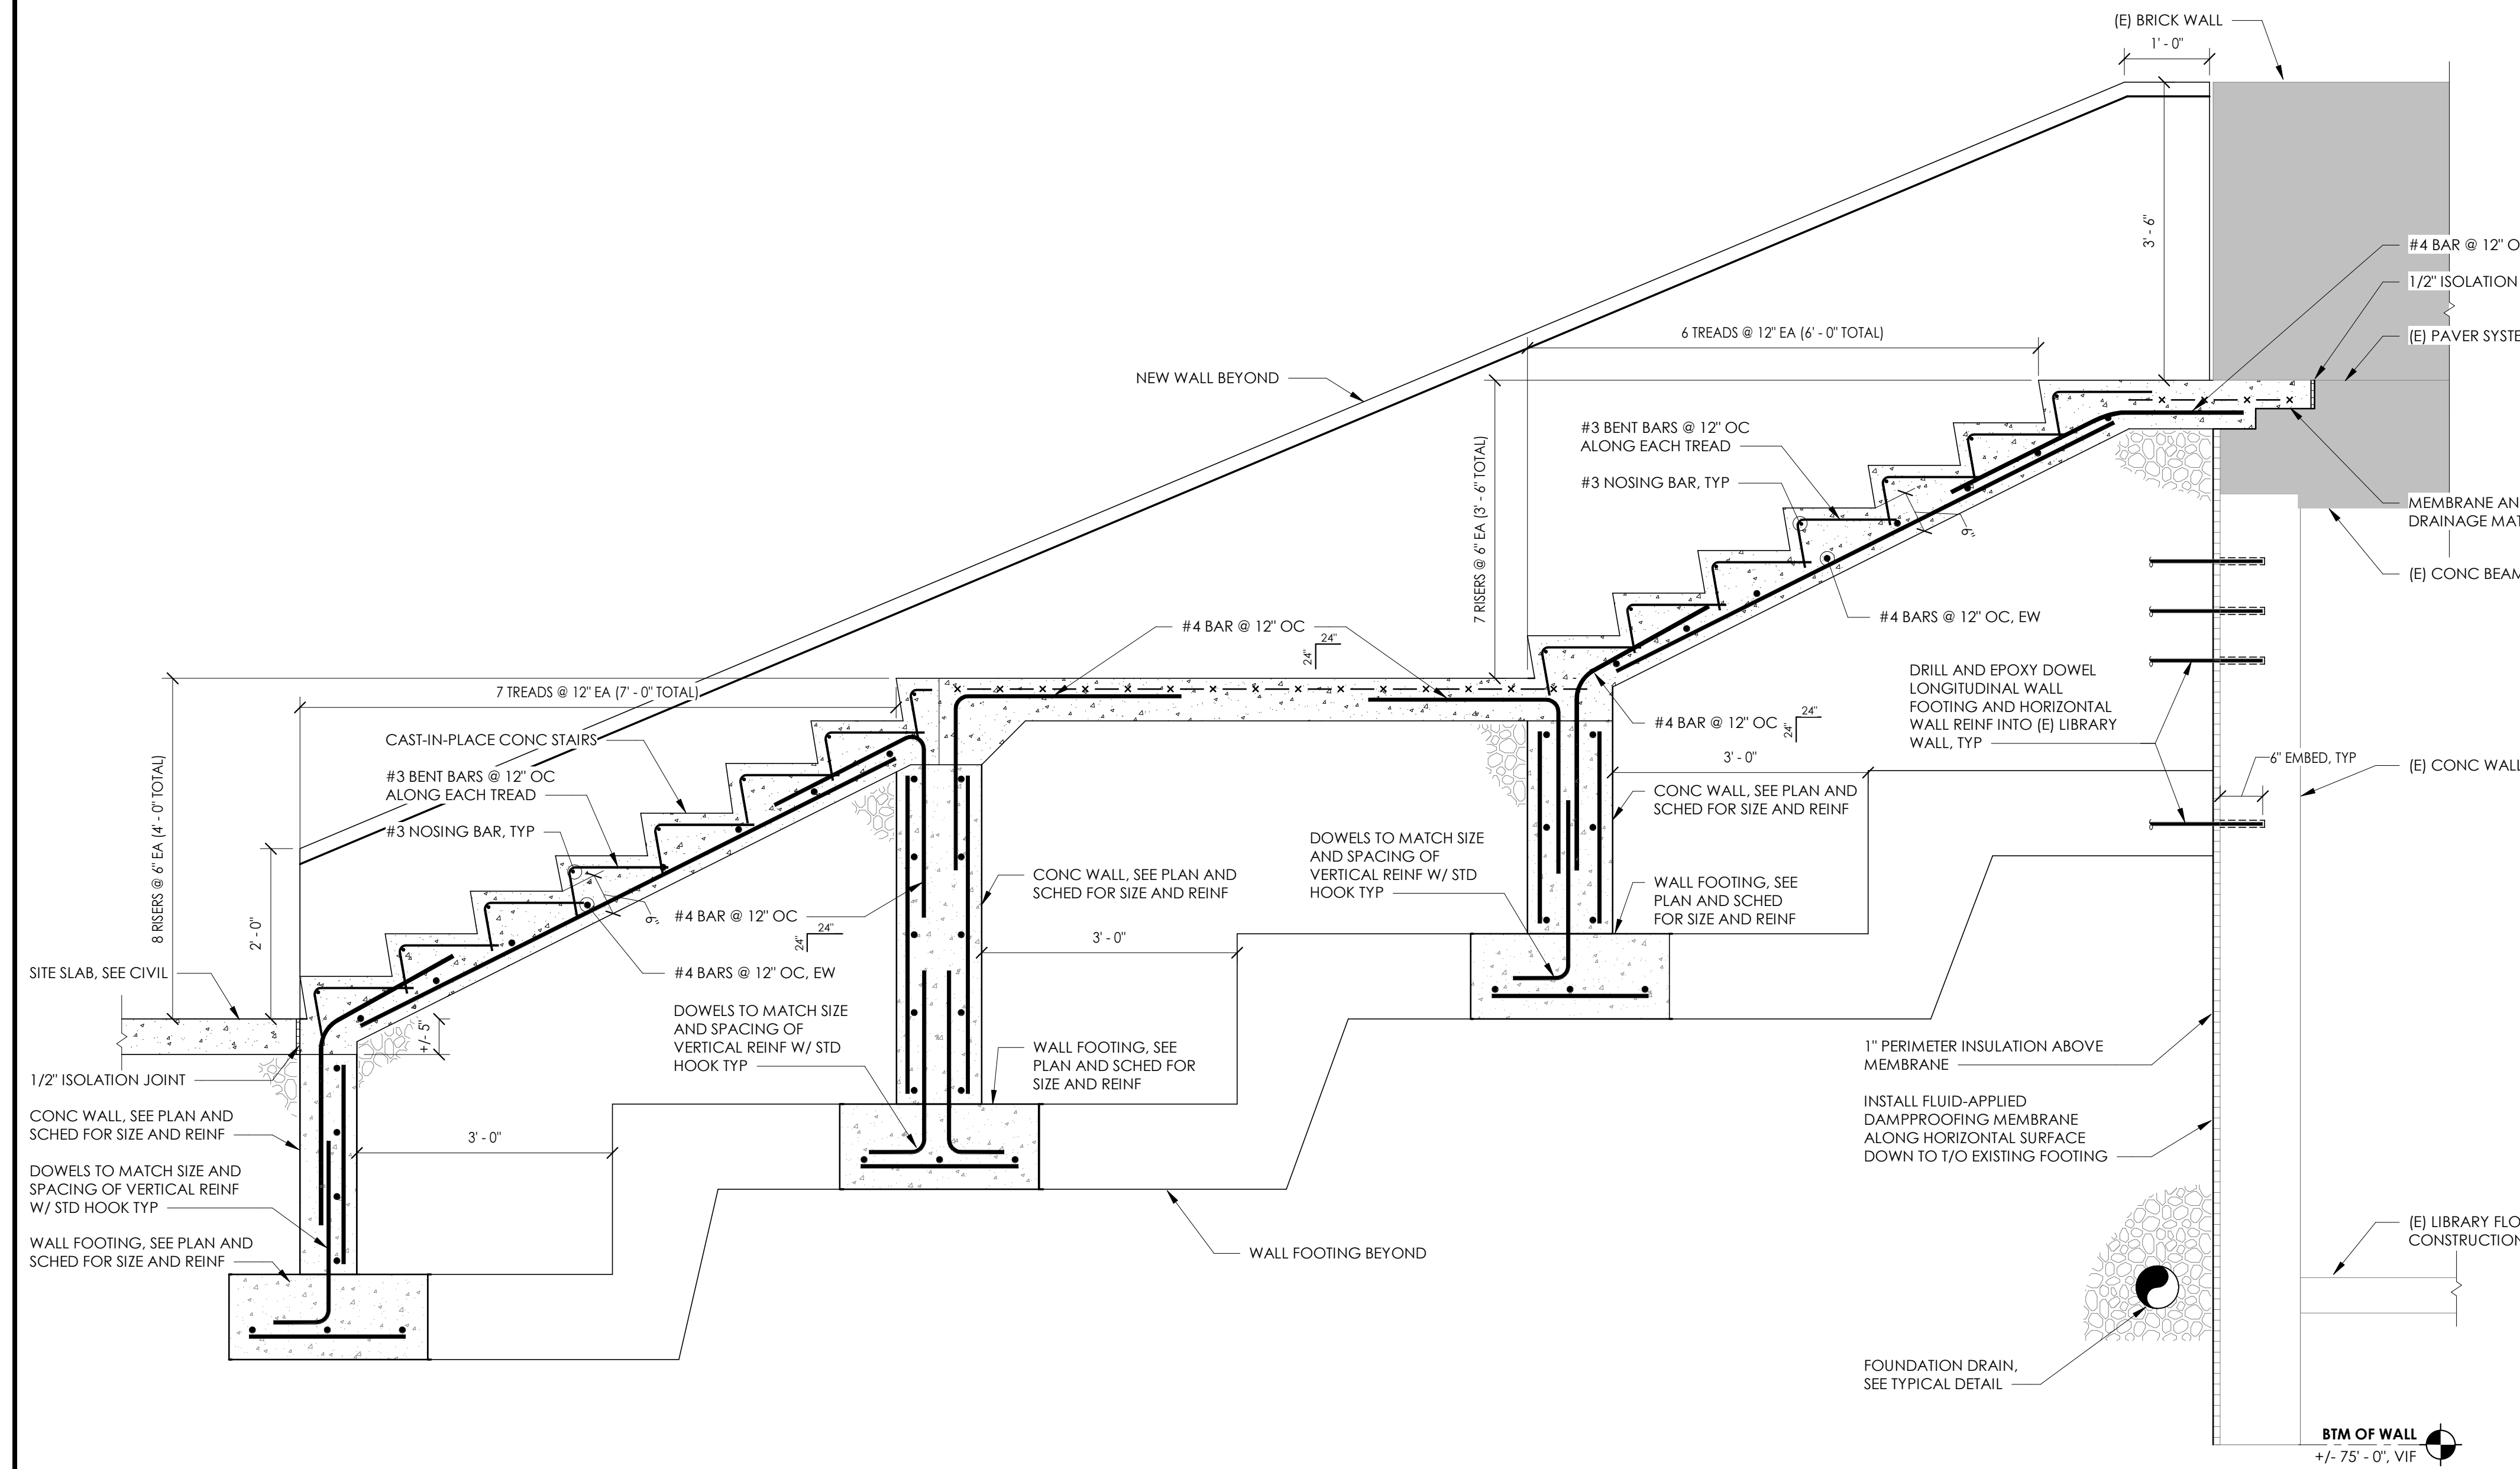 (E) BRICK WALL
1' - 0"
3' - 6"
#4 BAR @ 12"
1/2" ISOLATION
(E) PAVER
6 TREADS @ 12" EA (6' - 0" TOTAL)
NEW WALL BEYOND
7 RISERS @ 6" EA (3' - 6" TOTAL)
#3 BENT BARS @ 12" OC
ALONG EACH TREAD
#3 NOSING BAR, TYP
6"
MEMBRANE
DRAINAGE
(E) CONC
#4 BARS @ 12" OC, EW
#4 BAR @ 12" OC
24"
24"
DRILL AND EPOXY DOWEL
LONGITUDINAL WALL
FOOTING AND HORIZONTAL
WALL REINF INTO (E) LIBRARY
WALL, TYP
7 TREADS @ 12" EA (7' - 0" TOTAL)
#4 BAR @ 12" OC
24"
24"
3' - 0"
6" EMBED, TYP
(E) CONC
CAST-IN-PLACE CONC STAIRS
#3 BENT BARS @ 12" OC
ALONG EACH TREAD
#3 NOSING BAR, TYP
8 RISERS @ 6" EA (4' - 0" TOTAL)
2' - 0"
6"
CONC WALL, SEE PLAN AND
SCHED FOR SIZE AND REINF
DOWELS TO MATCH SIZE
AND SPACING OF
VERTICAL REINF W/ STD
HOOK TYP
CONC WALL, SEE PLAN AND
SCHED FOR SIZE AND REINF
WALL FOOTING, SEE
PLAN AND SCHED
FOR SIZE AND REINF
#4 BAR @ 12" OC
24"
24"
3' - 0"
SITE SLAB, SEE CIVIL
#4 BARS @ 12" OC, EW
+/- 5"
DOWELS TO MATCH SIZE
AND SPACING OF
VERTICAL REINF W/ STD
HOOK TYP
WALL FOOTING, SEE
PLAN AND SCHED FOR
SIZE AND REINF
1" PERIMETER INSULATION ABOVE
MEMBRANE
1/2" ISOLATION JOINT
CONC WALL, SEE PLAN AND
SCHED FOR SIZE AND REINF
3' - 0"
INSTALL FLUID-APPLIED
DAMPPROOFING MEMBRANE
ALONG HORIZONTAL SURFACE
DOWN TO T/O EXISTING FOOTING
DOWELS TO MATCH SIZE AND
SPACING OF VERTICAL REINF
W/ STD HOOK TYP
WALL FOOTING, SEE PLAN AND
SCHED FOR SIZE AND REINF
WALL FOOTING BEYOND
(E) LIBRARY
FOUNDATION DRAIN,
SEE TYPICAL DETAIL
BTM OF WALL
+/- 75' - 0", VIF